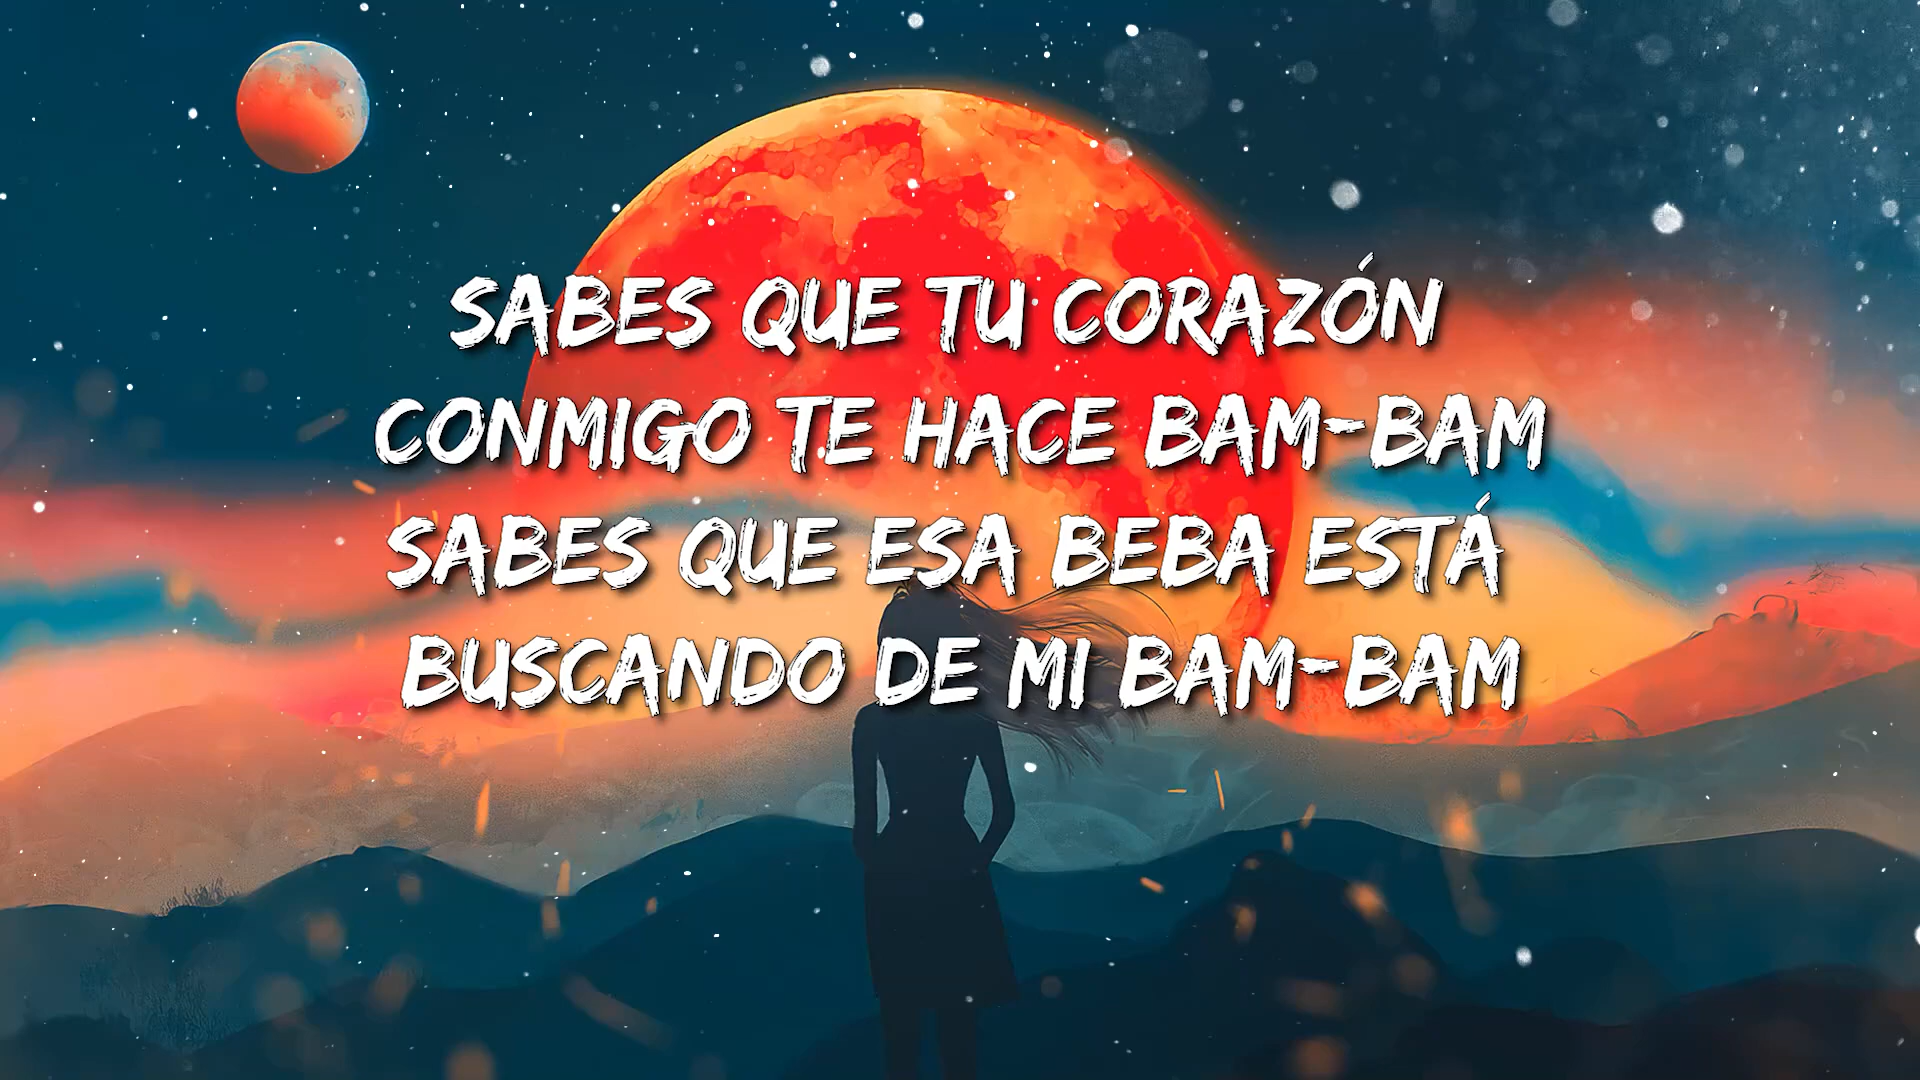 SABES QUE TU CORAZÓN
CONMIGO TE HACE BAM-BAM
SABES QUE ESA BEBA ESTÁ
BUSCANDO DE MI BAM-BAM